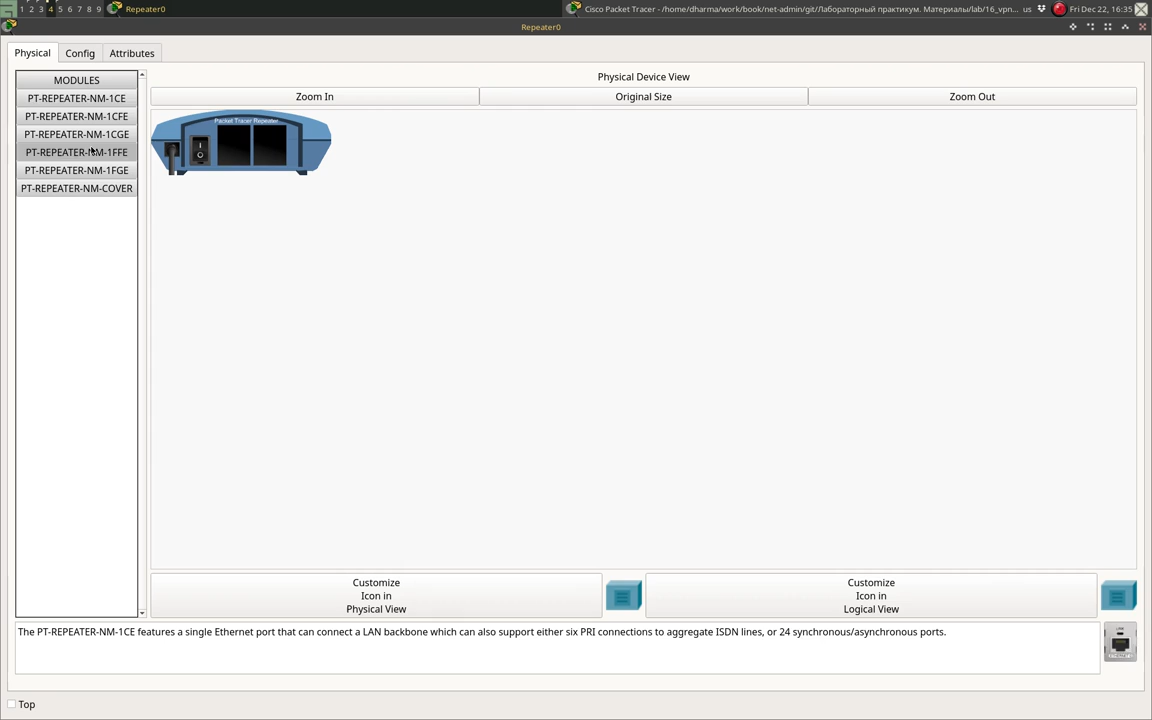 1 2 3 4 5 6 7 8 9 Repeater0 Cisco Packet Tracer - /home/dharma/work/book/net-admin/git/Лабораторный практикум. Материалы/lab/16_vpn... us Fri Dec 22, 16:35
Repeater0
Physical Config Attributes
MODULES
PT-REPEATER-NM-1CE
PT-REPEATER-NM-1CFE
PT-REPEATER-NM-1CGE
PT-REPEATER-NM-1FFE
PT-REPEATER-NM-1FGE
PT-REPEATER-NM-COVER
Physical Device View
Zoom In Original Size Zoom Out
Packet Tracer Repeater
Customize
Icon in
Physical View
Customize
Icon in
Logical View
The PT-REPEATER-NM-1CE features a single Ethernet port that can connect a LAN backbone which can also support either six PRI connections to aggregate ISDN lines, or 24 synchronous/asynchronous ports.
Top